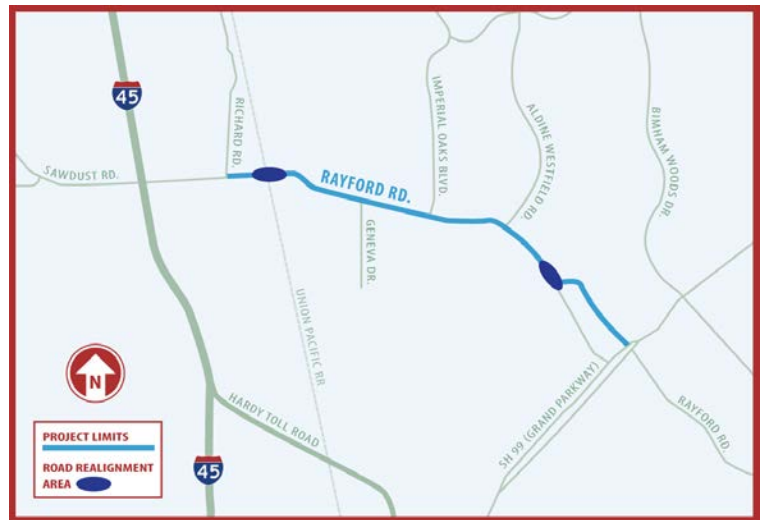 45
RICHARD RD.
SAWDUST RD.
RAYFORD RD.
IMPERIAL OAKS BLVD.
ALDINE WESTFIELD RD.
BIMHAM WOODS DR.
GENEVA DR.
UNION PACIFIC RR
N
HARDY TOLL ROAD
SH 99 (GRAND PARKWAY)
RAYFORD RD.
PROJECT LIMITS
ROAD REALIGNMENT
AREA
45